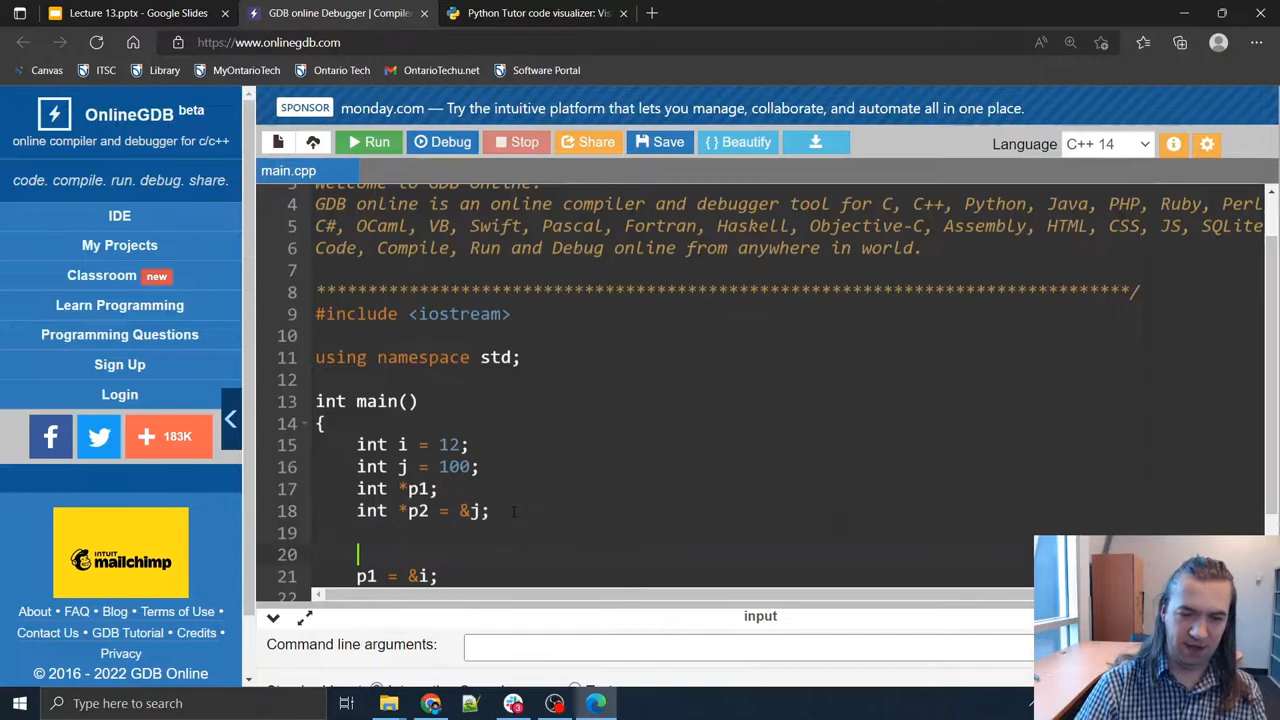 Lecture 13.pptx - Google Slides
GDB online Debugger | Compiler
Python Tutor code visualizer: Vis
https://www.onlinegdb.com
Canvas ITSC Library MyOntarioTech Ontario Tech OntarioTechu.net Software Portal
OnlineGDB beta
online compiler and debugger for c/c++
code. compile. run. debug. share.
IDE
My Projects
Classroom new
Learn Programming
Programming Questions
Sign Up
Login
183K
INTUIT
mailchimp
About • FAQ • Blog • Terms of Use •
Contact Us • GDB Tutorial • Credits •
Privacy
© 2016 - 2022 GDB Online
SPONSOR monday.com — Try the intuitive platform that lets you manage, collaborate, and automate all in one place.
Run Debug Stop Share Save { } Beautify
Language C++ 14
main.cpp
3 Welcome to GDB Online.
4 GDB online is an online compiler and debugger tool for C, C++, Python, Java, PHP, Ruby, Perl
5 C#, OCaml, VB, Swift, Pascal, Fortran, Haskell, Objective-C, Assembly, HTML, CSS, JS, SQLite
6 Code, Compile, Run and Debug online from anywhere in world.
7
8 *******************************************************************************/
9 #include <iostream>
10
11 using namespace std;
12
13 int main()
14 {
15 int i = 12;
16 int j = 100;
17 int *p1;
18 int *p2 = &j;
19
20
21 p1 = &i;
22
input
Command line arguments:
Type here to search